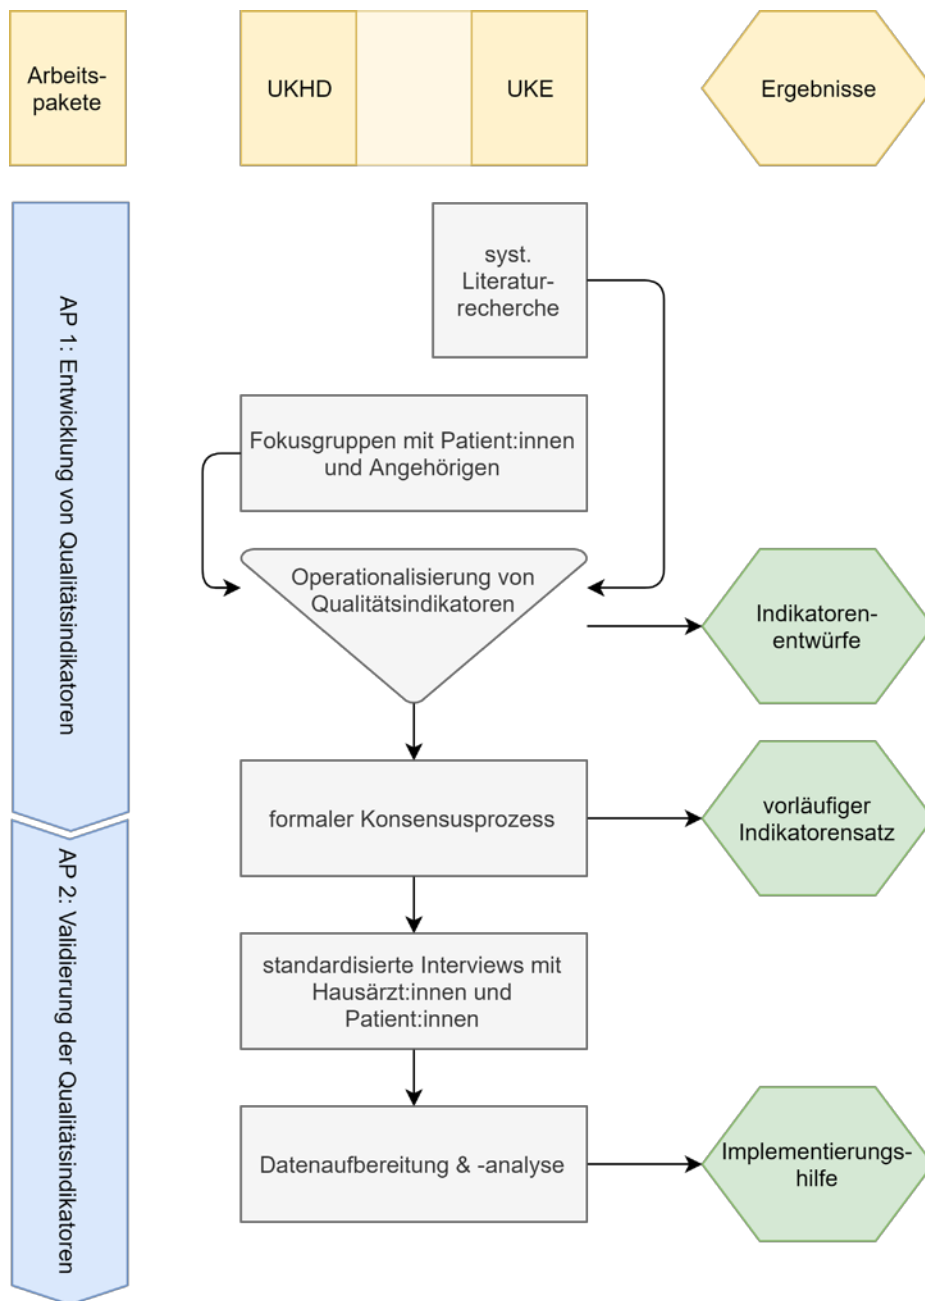 Arbeits-
pakete
UKHD
UKE
Ergebnisse
AP 1: Entwicklung von Qualitätsindikatoren
syst.
Literatur-
recherche
Fokusgruppen mit Patient:innen
und Angehörigen
Operationalisierung von
Qualitätsindikatoren
Indikatoren-
entwürfe
formaler Konsensusprozess
vorläufiger
Indikatorensatz
AP 2: Validierung der Qualitätsindikatoren
standardisierte Interviews mit
Hausärzt:innen und
Patient:innen
Datenaufbereitung & -analyse
Implementierungs-
hilfe